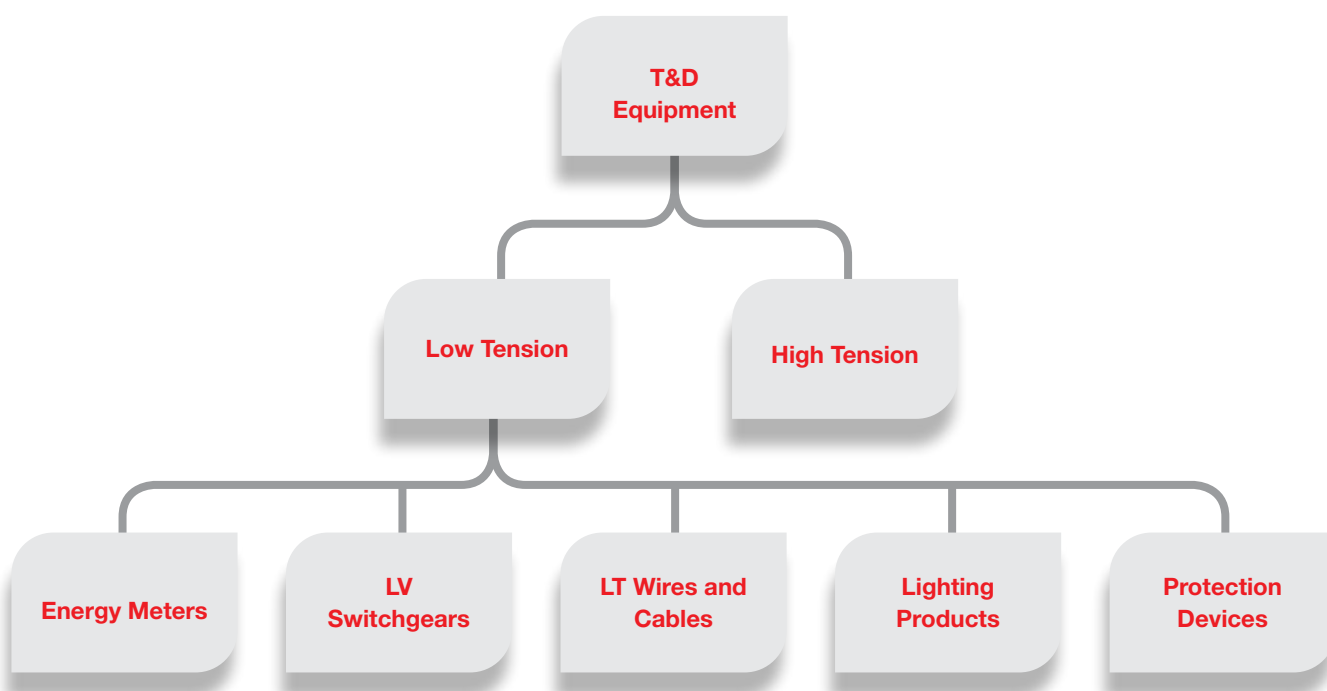 T&D
Equipment
Low Tension
High Tension
Energy Meters
LV
Switchgears
LT Wires and
Cables
Lighting
Products
Protection
Devices